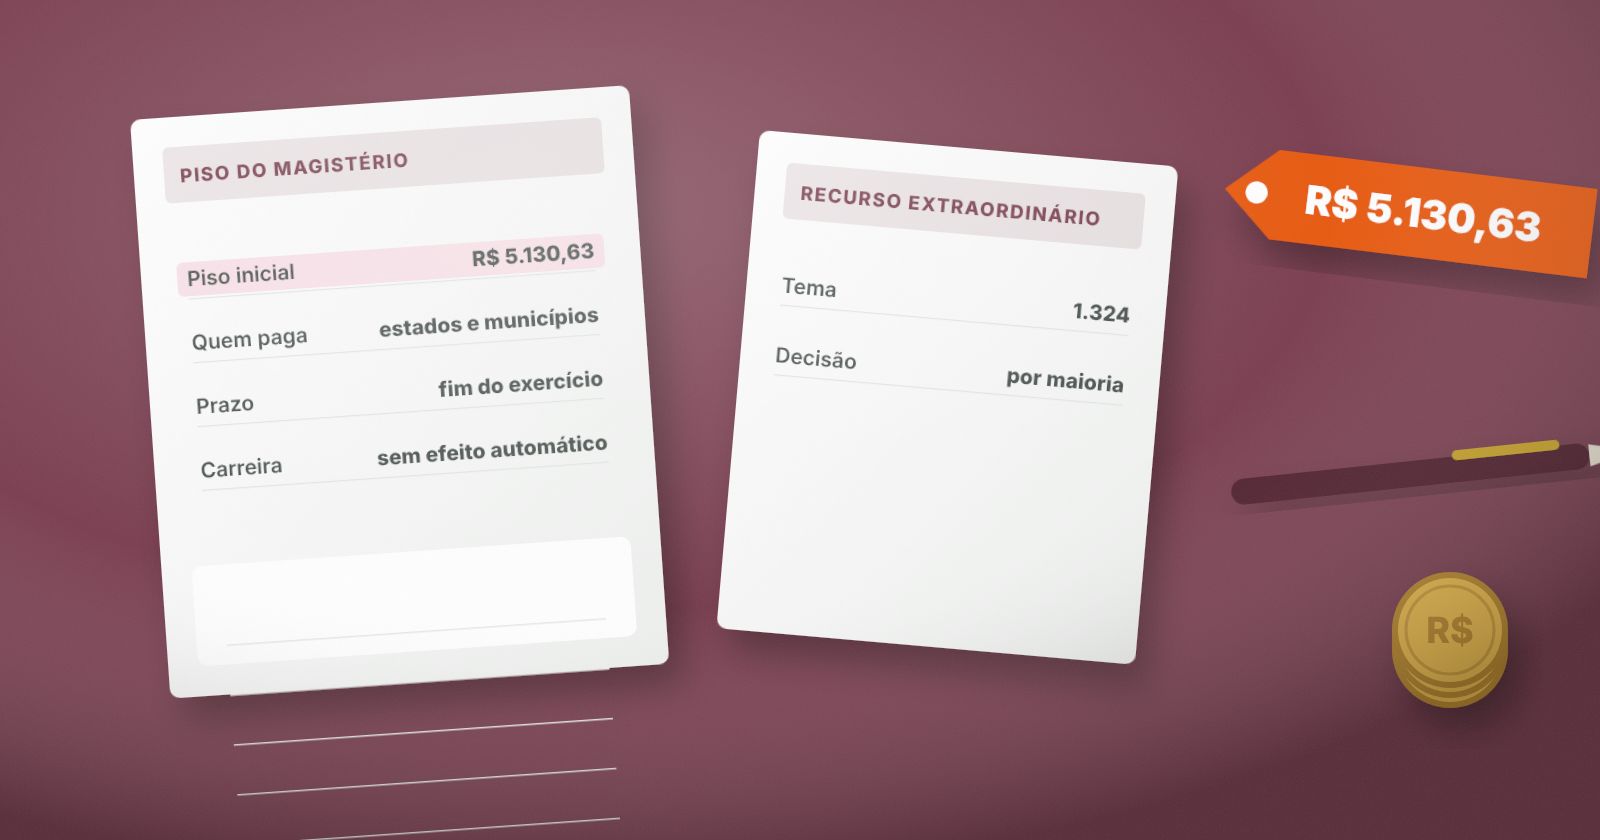 PISO DO MAGISTÉRIO
Piso inicial R$ 5.130,63
Quem paga estados e municípios
Prazo fim do exercício
Carreira sem efeito automático
RECURSO EXTRAORDINÁRIO
Tema 1.324
Decisão por maioria
R$ 5.130,63
R$